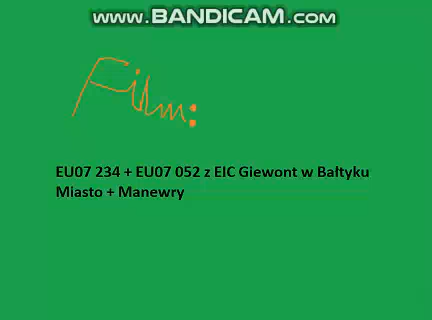 www.BANDICAM.com
Film:
EU07 234 + EU07 052 z EIC Giewont w Bałtyku
Miasto + Manewry